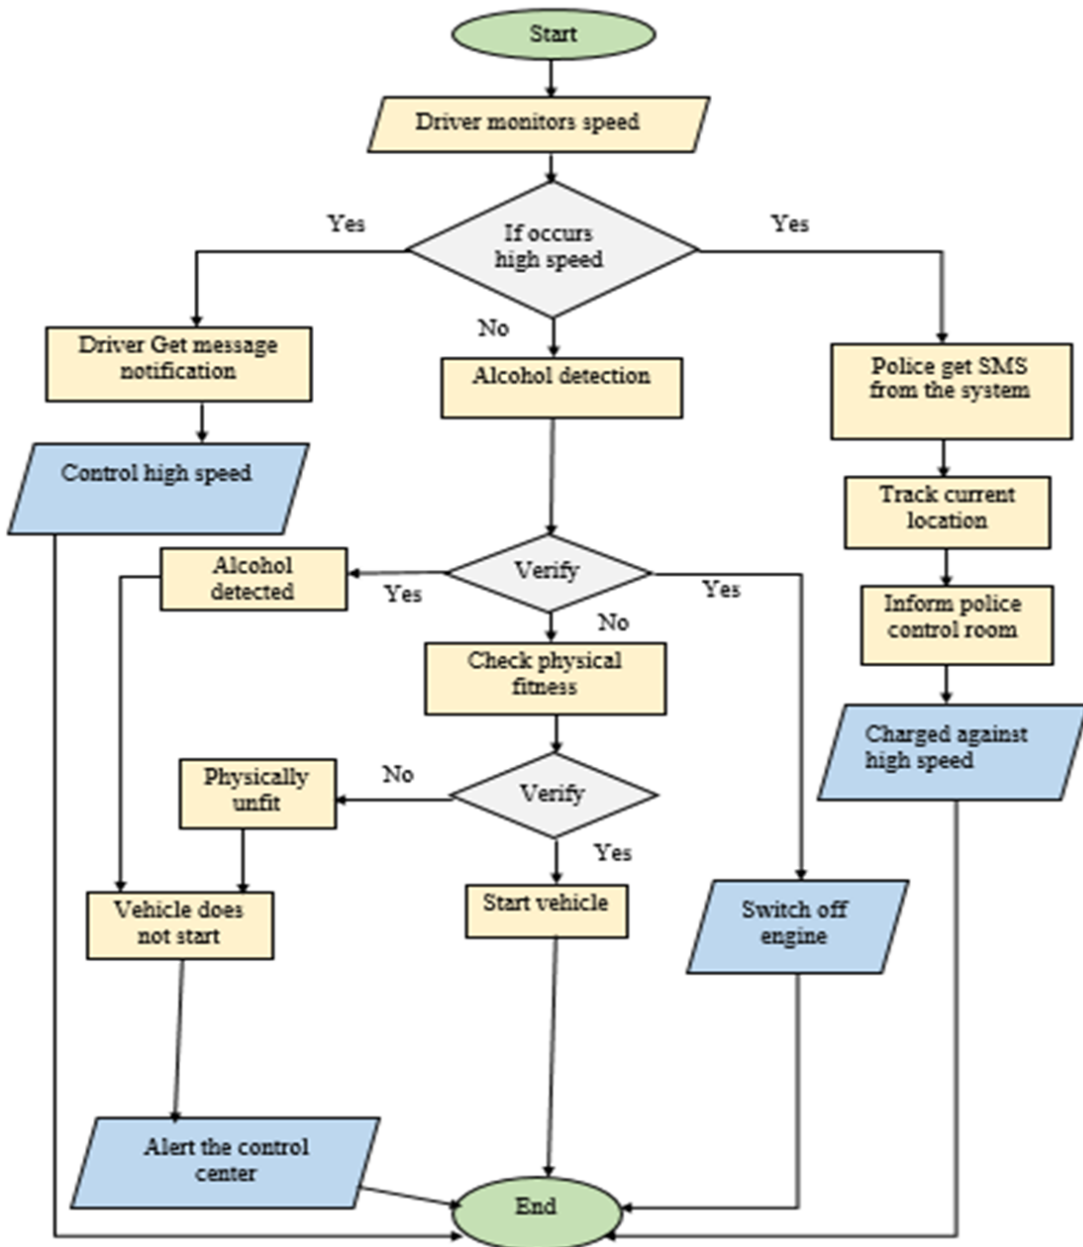 Start
Driver monitors speed
Yes
If occurs
high speed
Yes
Driver Get message
notification
No
Alcohol detection
Police get SMS
from the system
Control high speed
Track current
location
Alcohol
detected
Yes
Verify
Yes
No
Inform police
control room
Check physical
fitness
Charged against
high speed
Physically
unfit
No
Verify
Yes
Vehicle does
not start
Start vehicle
Switch off
engine
Alert the control
center
End